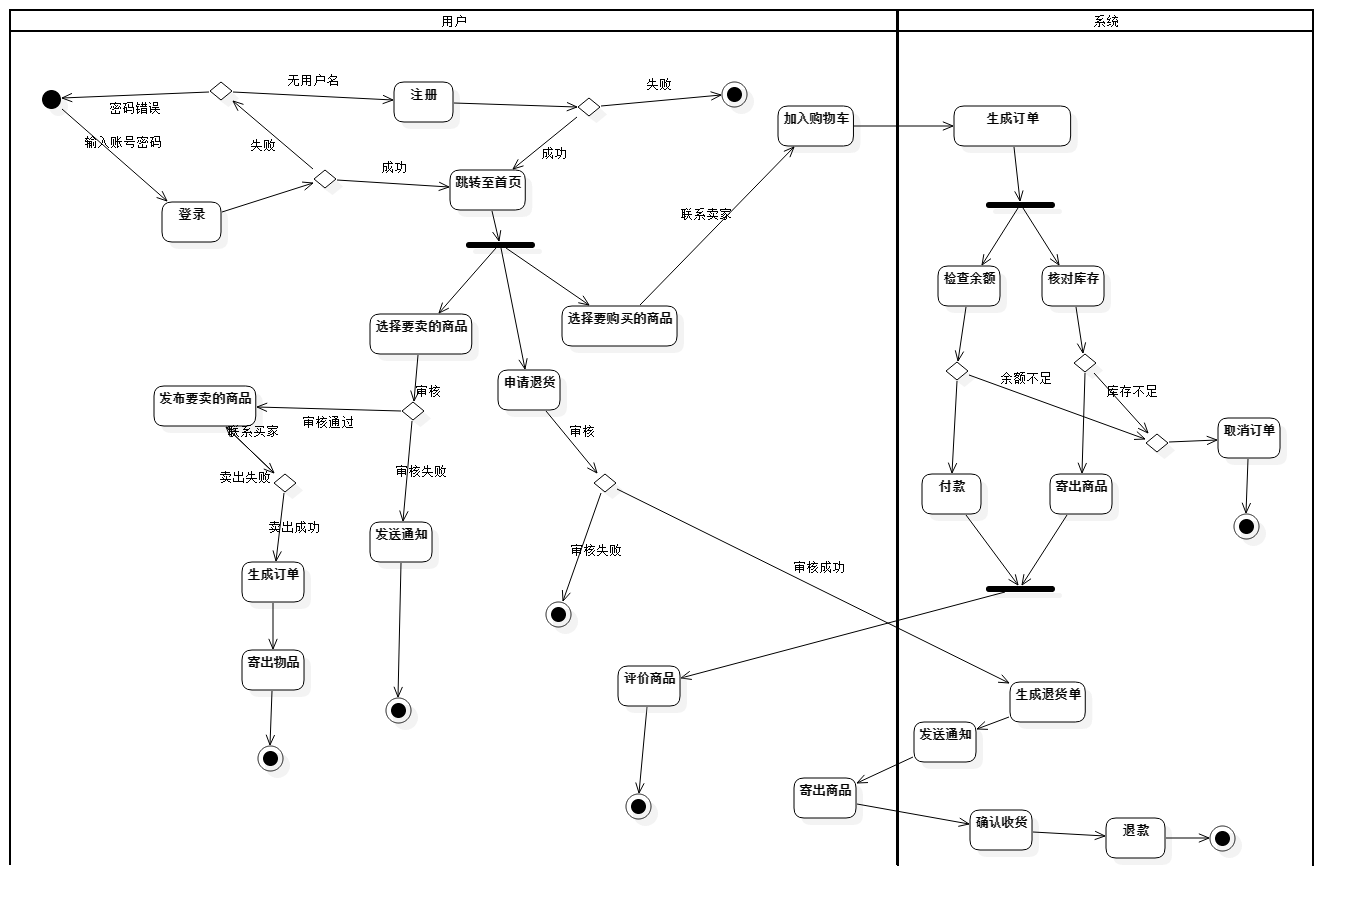 用户
系统
无用户名
失败
注册
密码错误
加入购物车
生成订单
输入账号密码
失败
成功
成功
跳转至首页
登录
联系卖家
检查余额
核对库存
选择要卖的商品
选择要购买的商品
申请退货
余额不足
库存不足
审核
发布要卖的商品
审核通过
联系买家
审核
取消订单
卖出失败
审核失败
付款
寄出商品
卖出成功
发送通知
审核失败
审核成功
生成订单
寄出物品
评价商品
生成退货单
发送通知
寄出商品
确认收货
退款